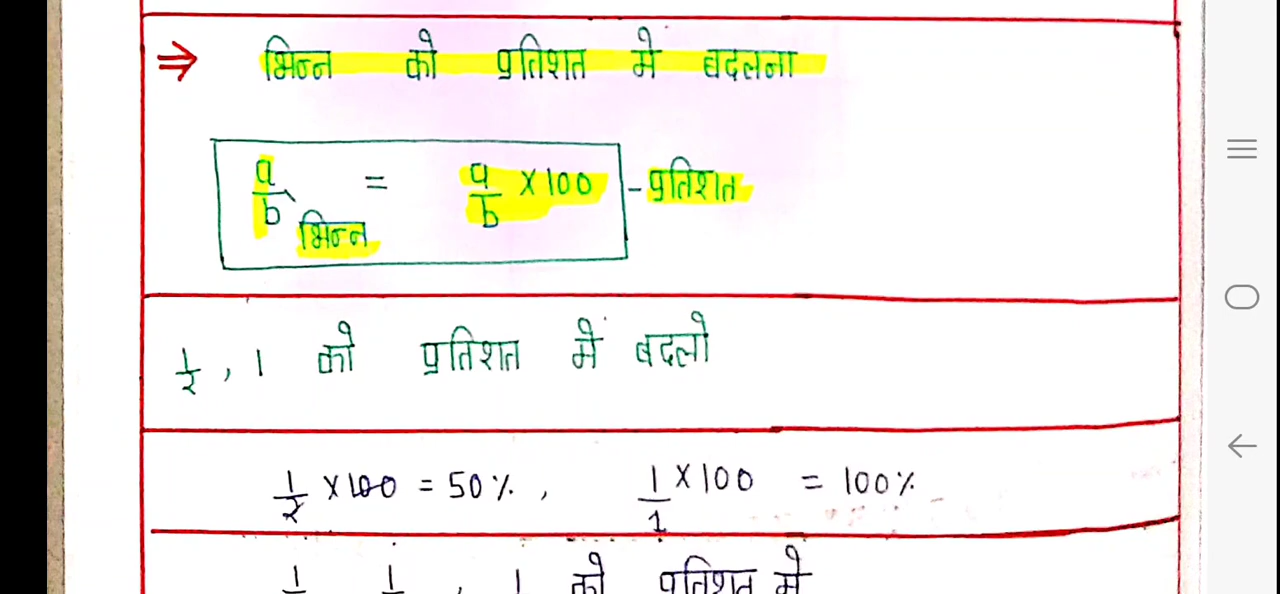 ⇒ भिन्न को प्रतिशत मे बदलना
a/b भिन्न = a/b × 100 - प्रतिशत
1/2 , 1 को प्रतिशत में बदलो
1/2 × 100 = 50% , 1/1 × 100 = 100%
को प्रतिशत मे